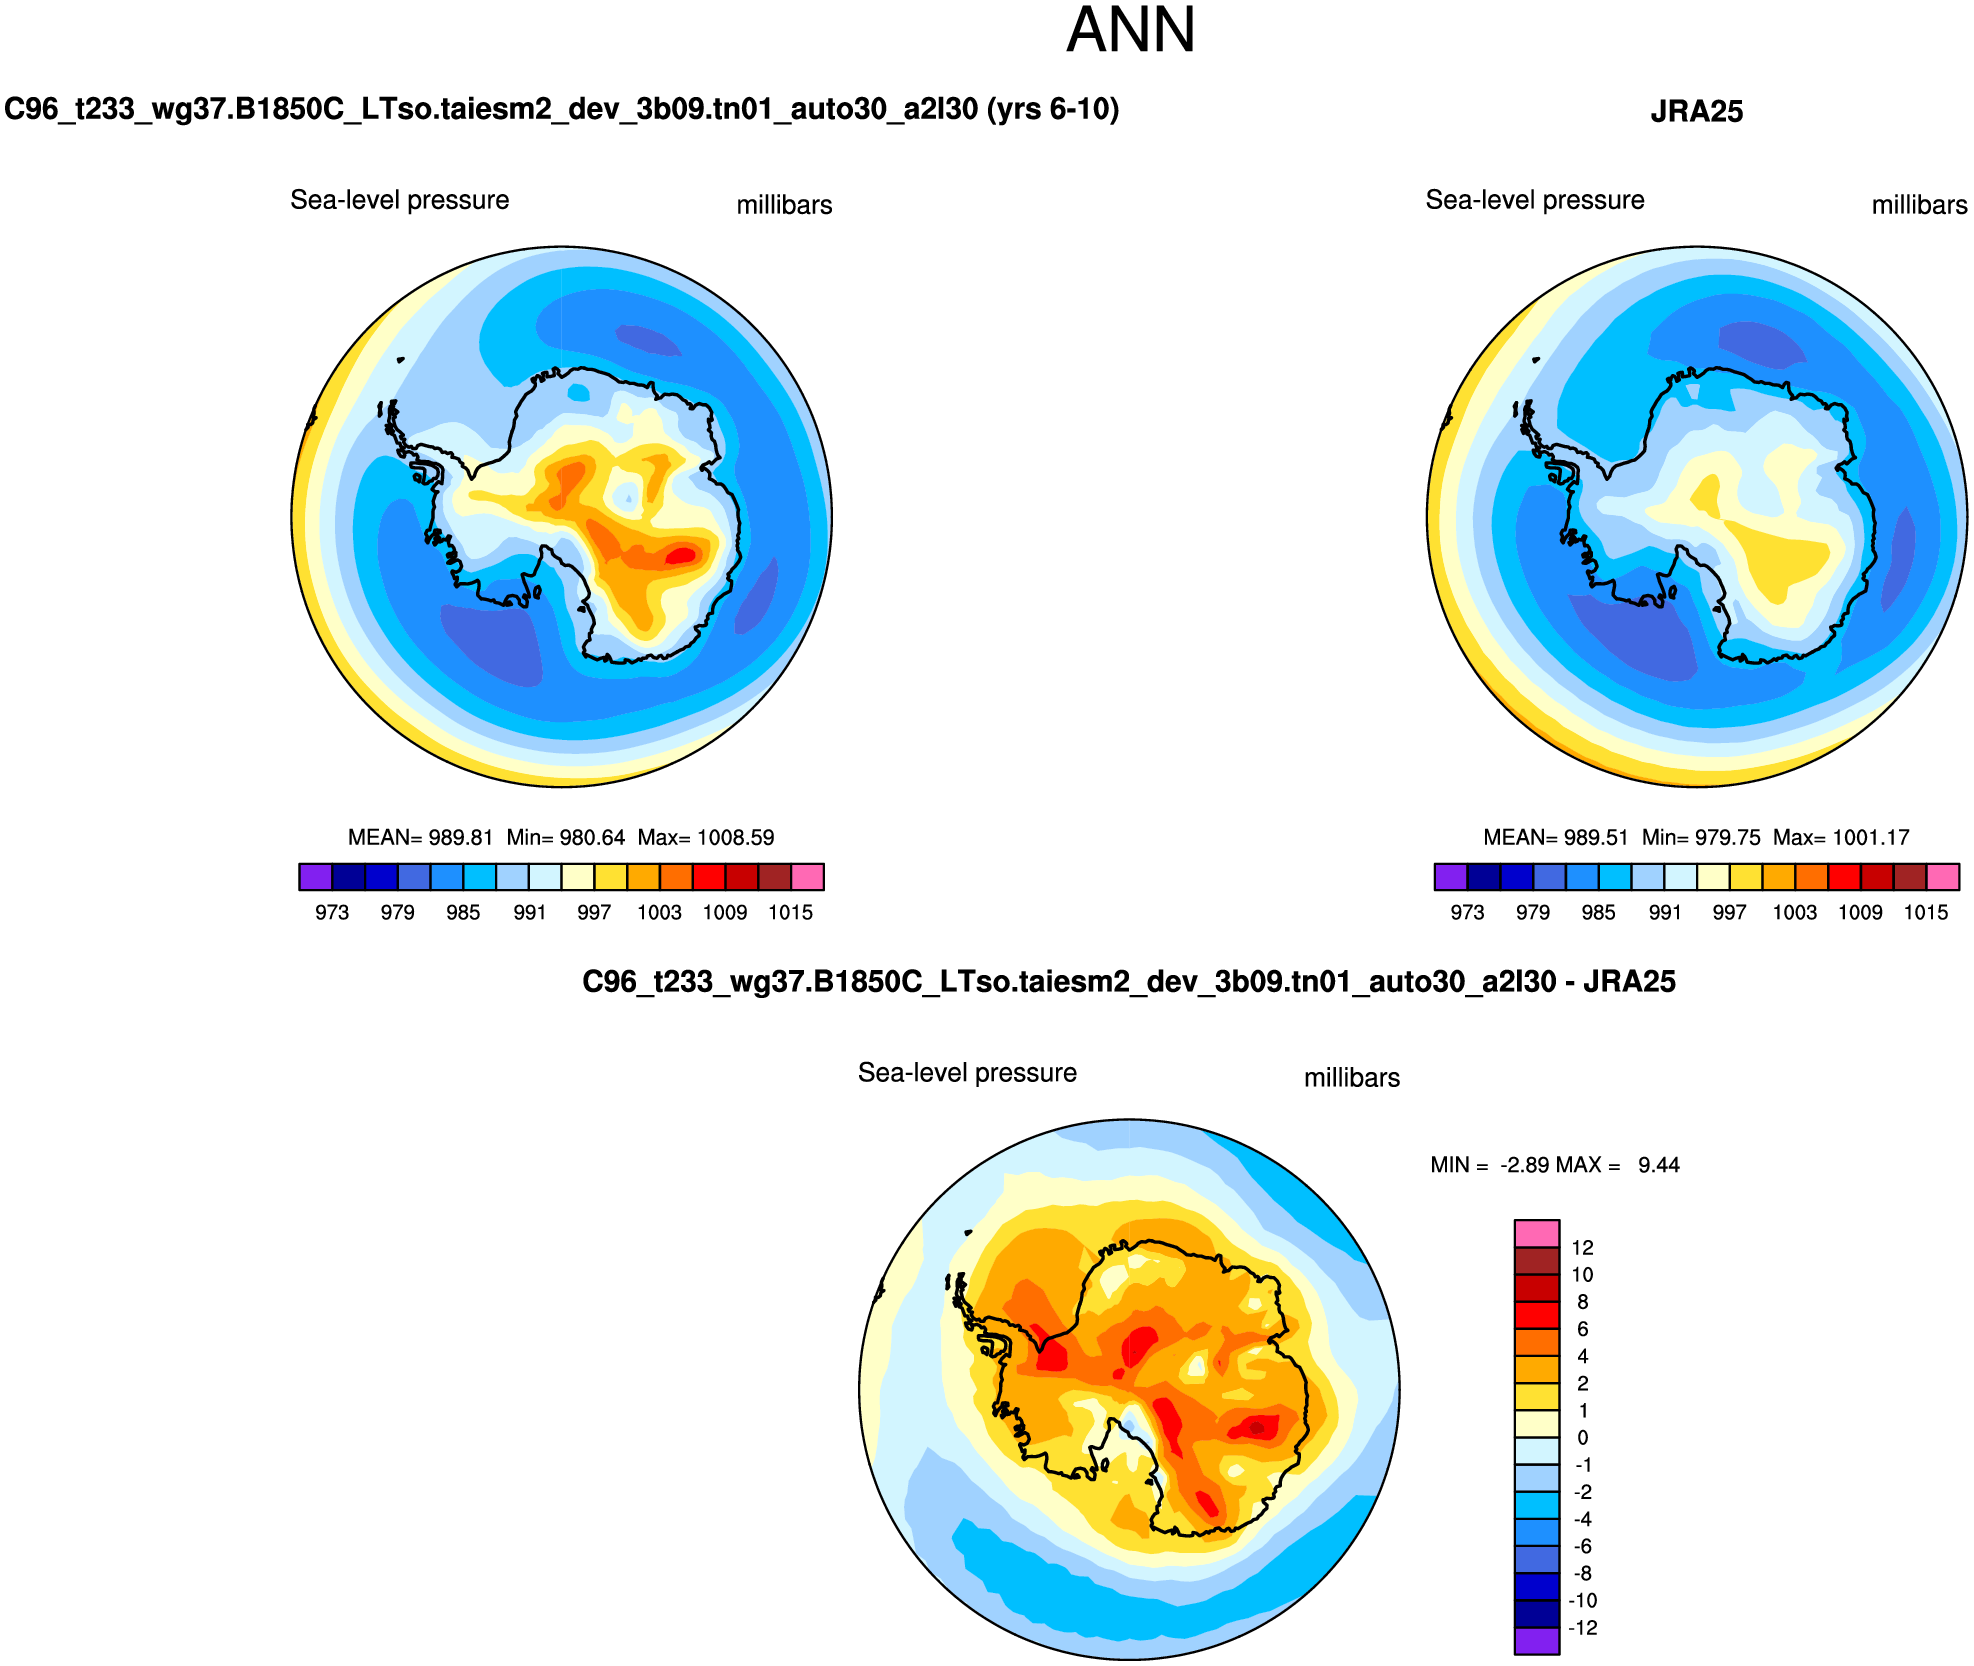 ANN
C96_t233_wg37.B1850C_LTso.taiesm2_dev_3b09.tn01_auto30_a2l30 (yrs 6-10)
JRA25
Sea-level pressure millibars
Sea-level pressure millibars
MEAN= 989.81 Min= 980.64 Max= 1008.59
MEAN= 989.51 Min= 979.75 Max= 1001.17
973 979 985 991 997 1003 1009 1015
973 979 985 991 997 1003 1009 1015
C96_t233_wg37.B1850C_LTso.taiesm2_dev_3b09.tn01_auto30_a2l30 - JRA25
Sea-level pressure millibars
MIN = -2.89 MAX = 9.44
12
10
8
6
4
2
1
0
-1
-2
-4
-6
-8
-10
-12